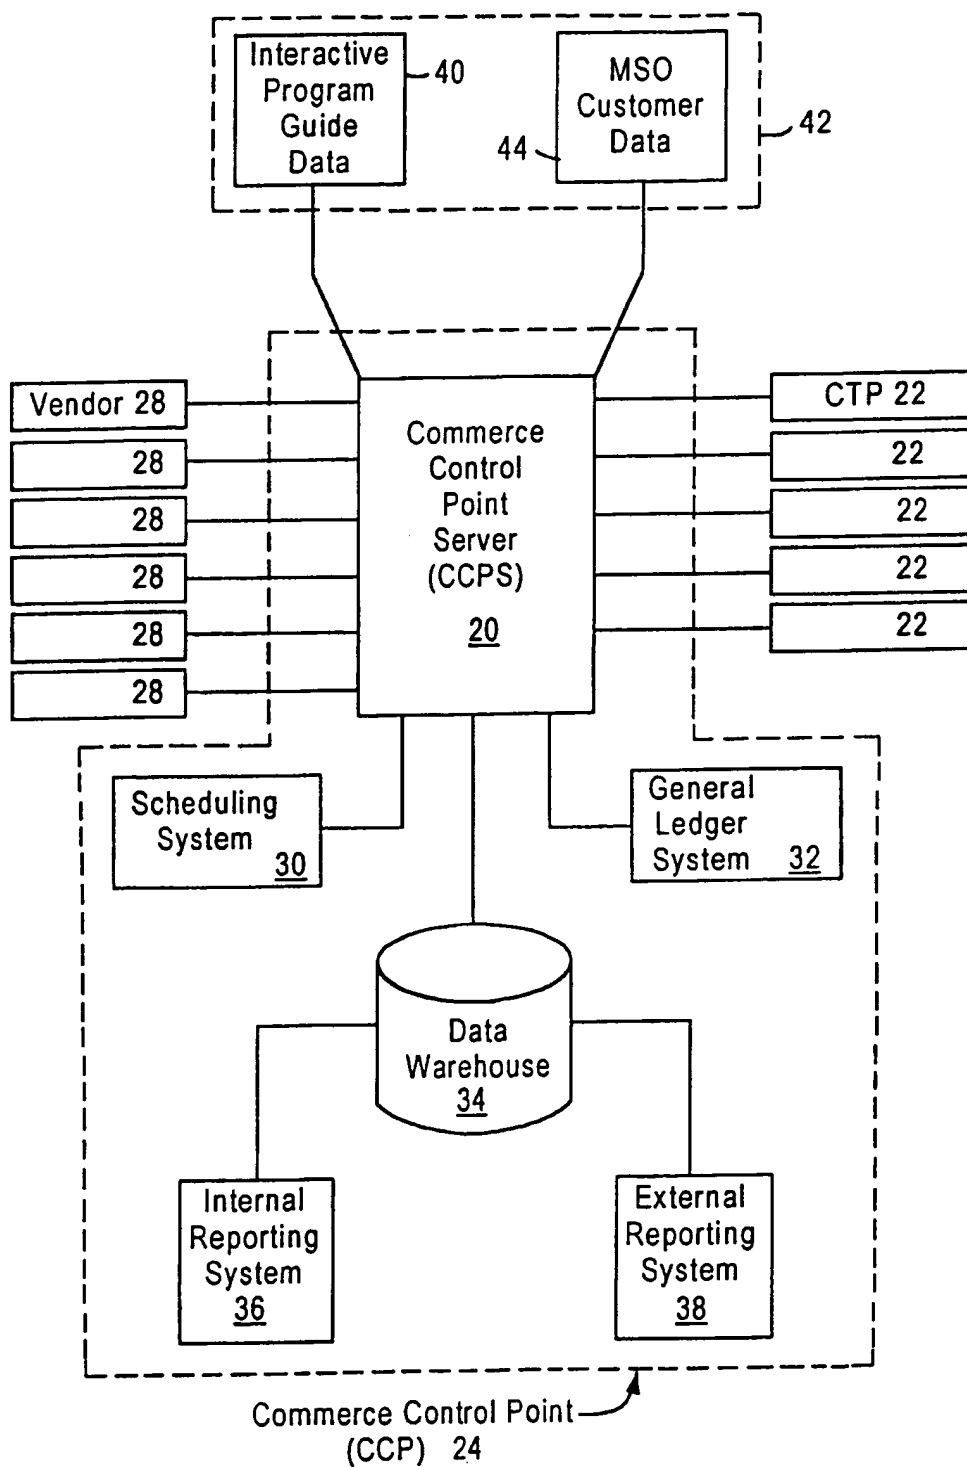 Interactive
Program
Guide
Data
40
MSO
Customer
Data
44
42
Vendor 28
28
28
28
28
28
Commerce
Control
Point
Server
(CCPS)
20
CTP 22
22
22
22
22
Scheduling
System
30
General
Ledger
System 32
Data
Warehouse
34
Internal
Reporting
System
36
External
Reporting
System
38
Commerce Control Point
(CCP) 24